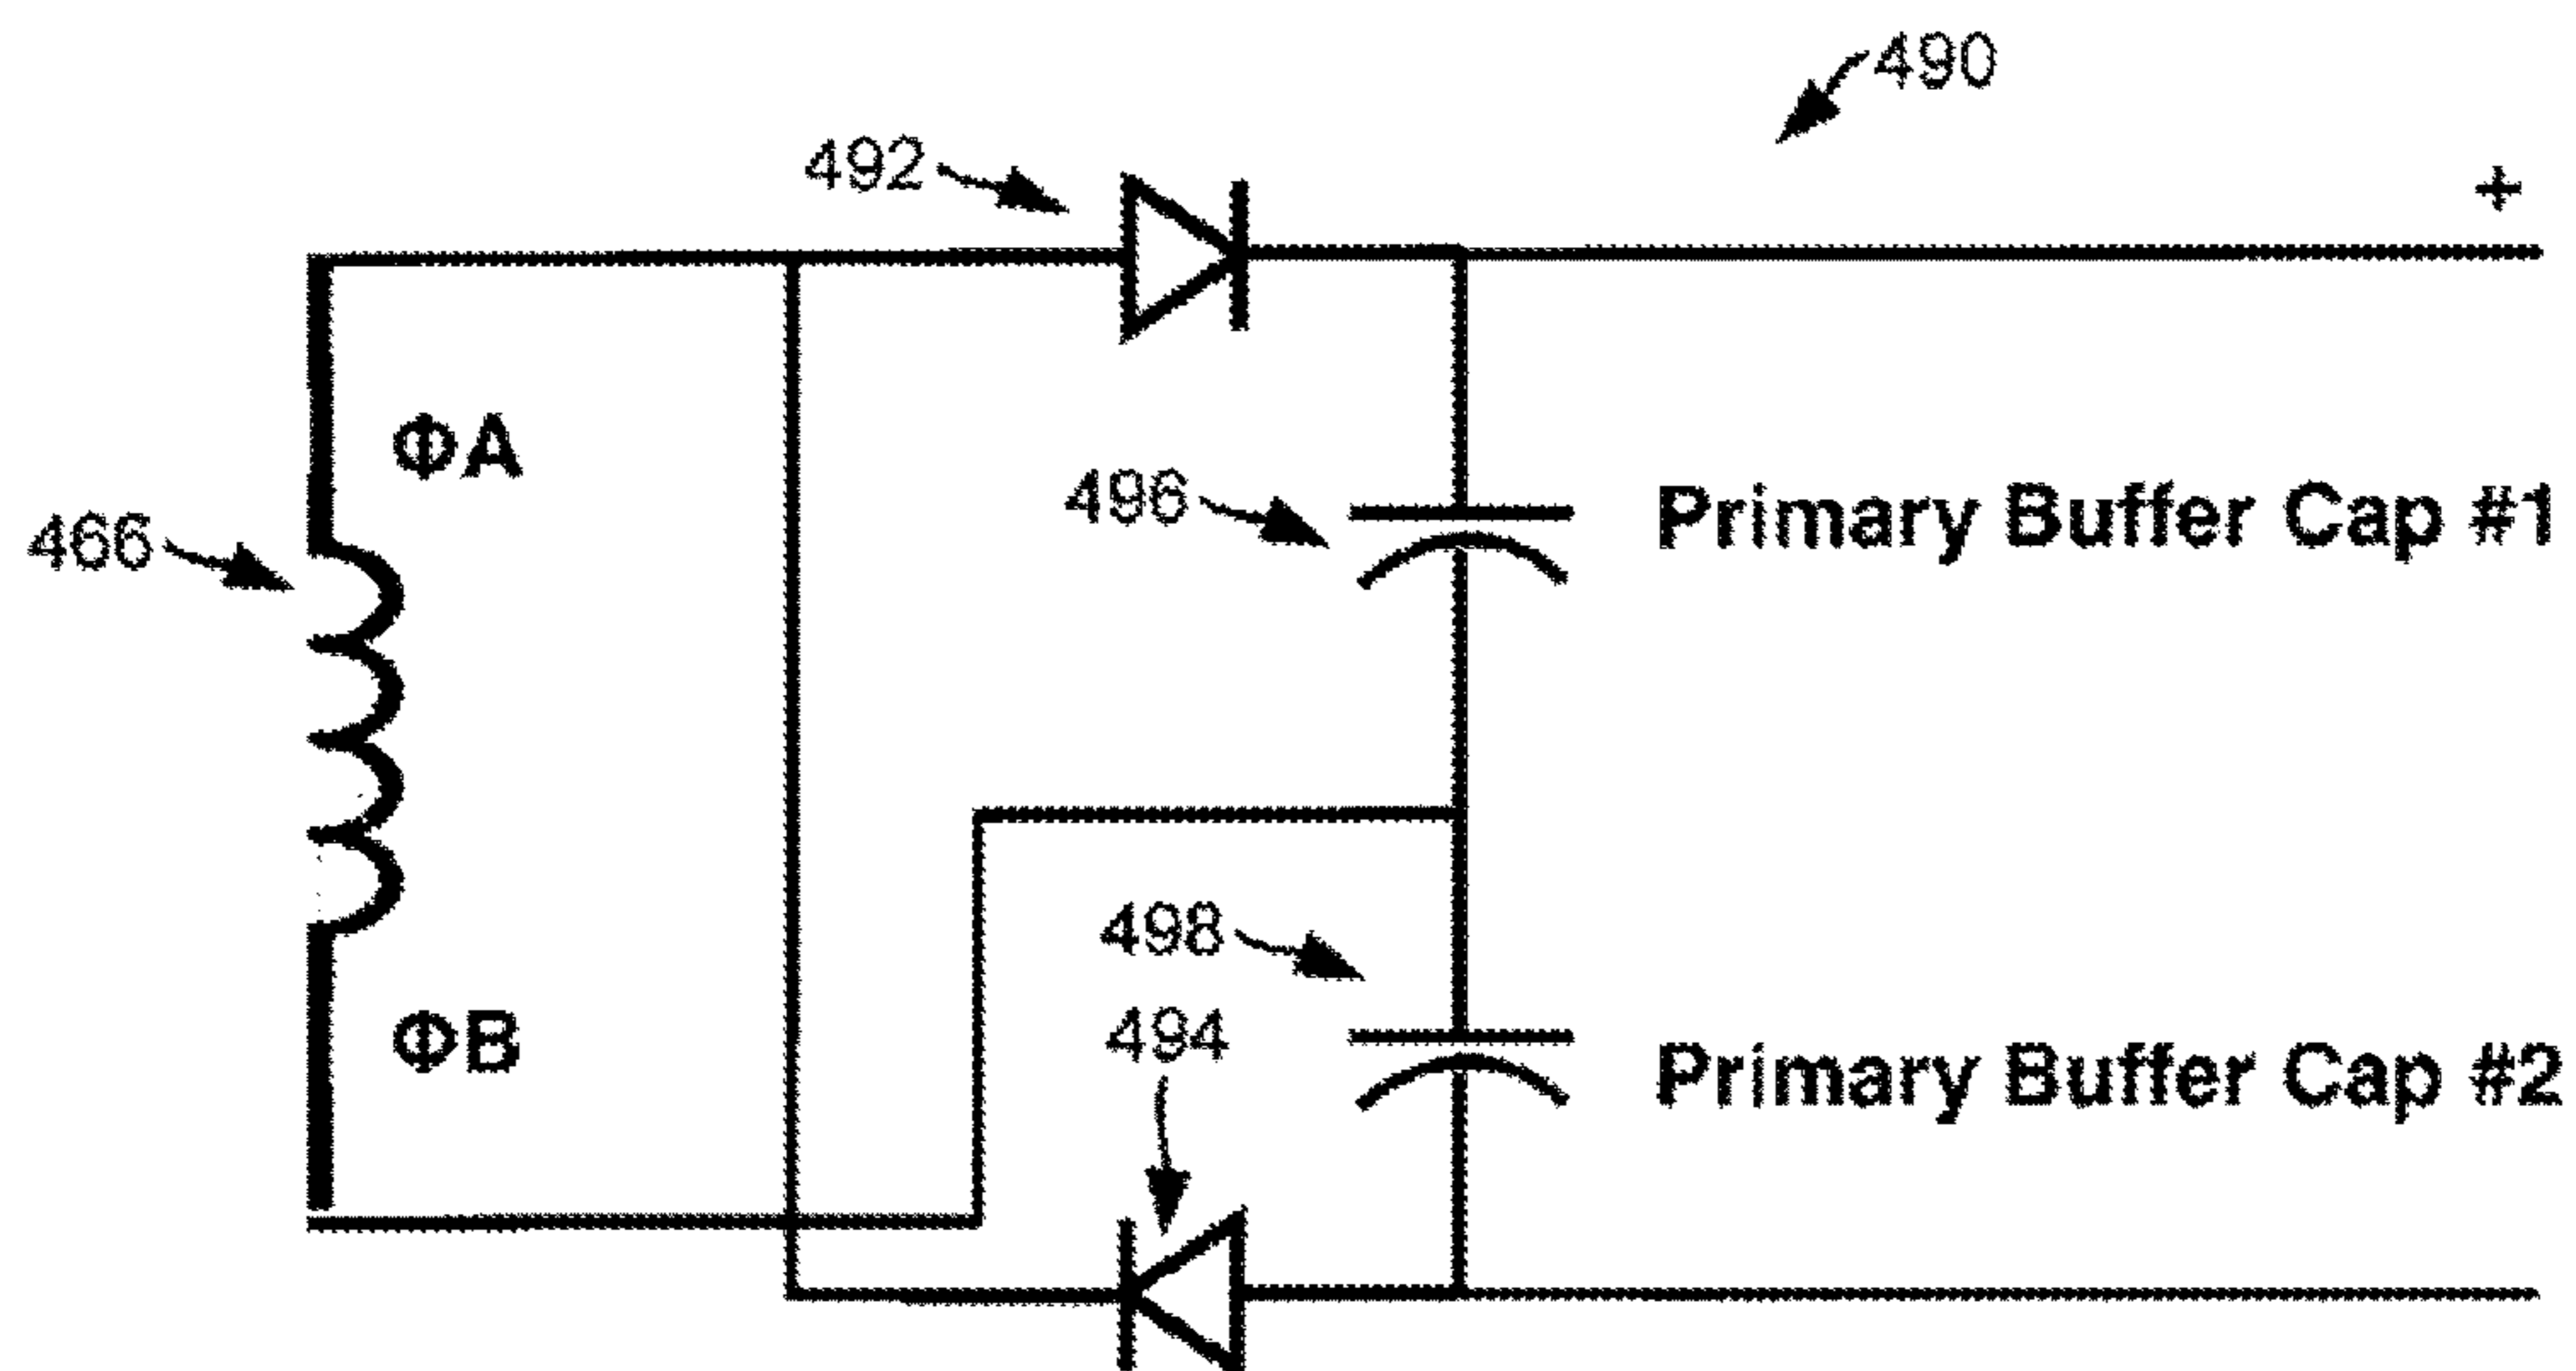 490
492
+
ΦA
496
Primary Buffer Cap #1
466
498
494
ΦB
Primary Buffer Cap #2